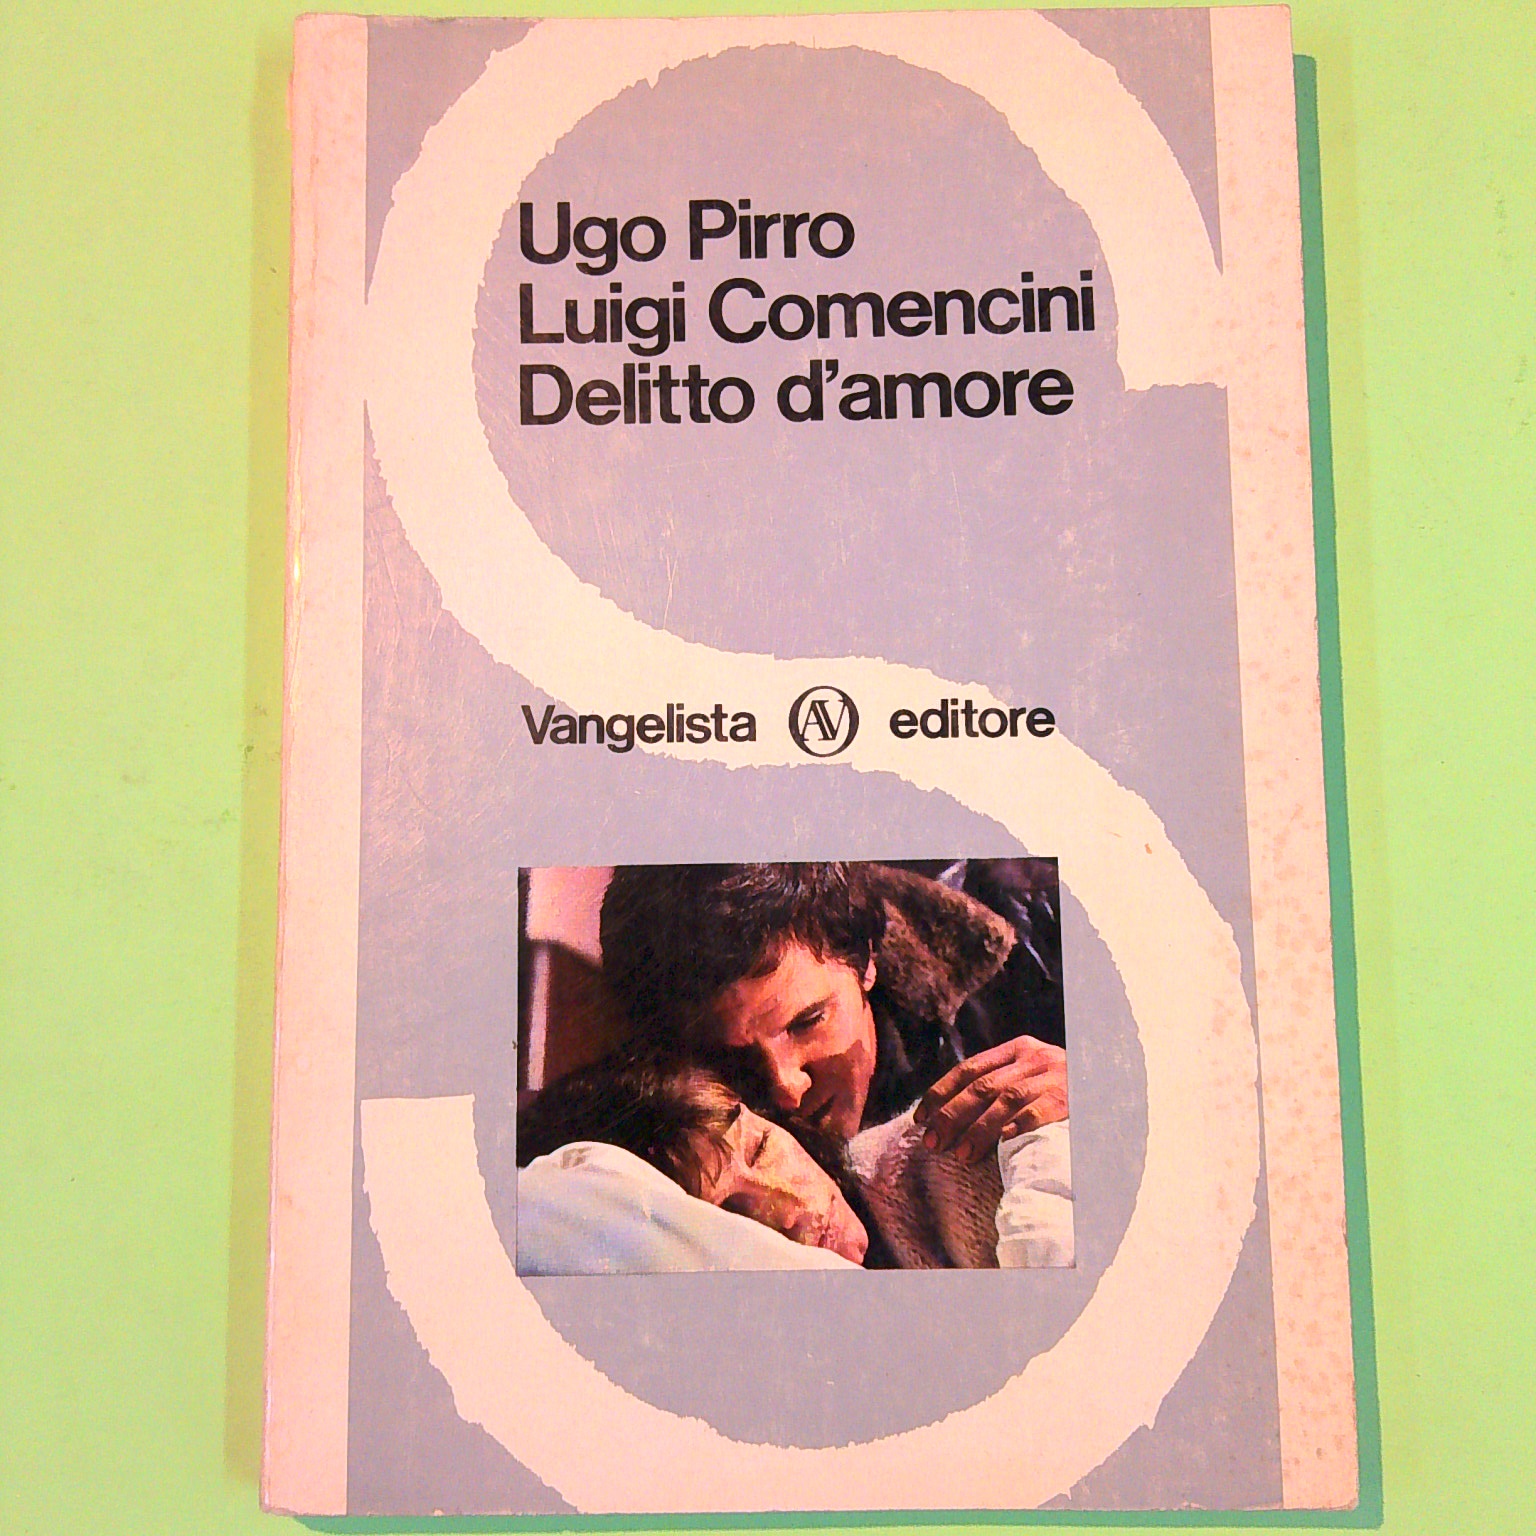 Ugo Pirro
Luigi Comencini
Delitto d'amore
Vangelista AV editore